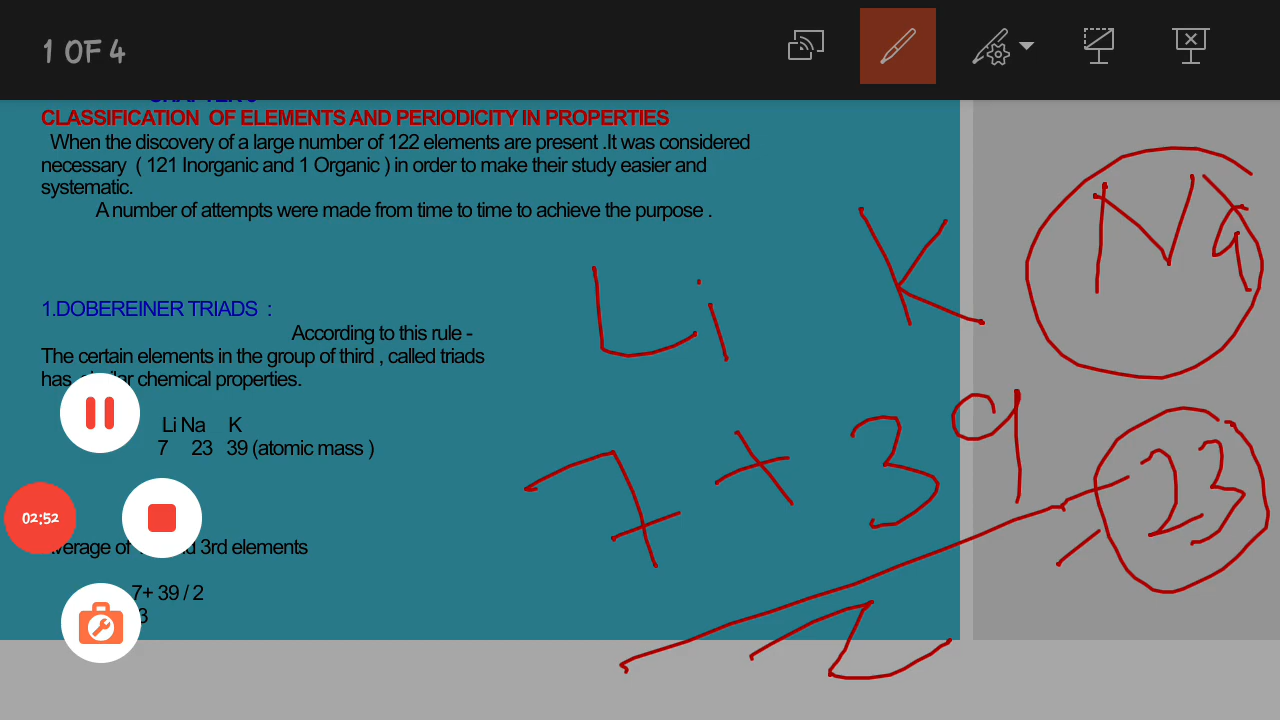 1 OF 4
CLASSIFICATION OF ELEMENTS AND PERIODICITY IN PROPERTIES
When the discovery of a large number of 122 elements are present .It was considered
necessary ( 121 Inorganic and 1 Organic ) in order to make their study easier and
systematic.
A number of attempts were made from time to time to achieve the purpose .
1.DOBEREINER TRIADS :
According to this rule -
The certain elements in the group of third , called triads
has chemical properties.
Li Na K
7 23 39 (atomic mass )
02:52
of 3rd elements
7+ 39 / 2
Li K Na
7 + 39
2
= 23